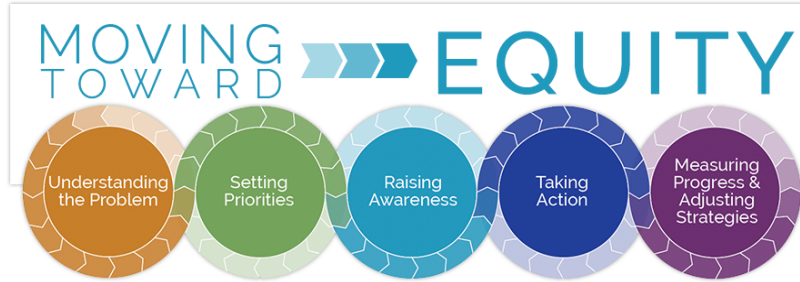 MOVING
TOWARD
EQUITY
Understanding
the Problem
Setting
Priorities
Raising
Awareness
Taking
Action
Measuring
Progress &
Adjusting
Strategies